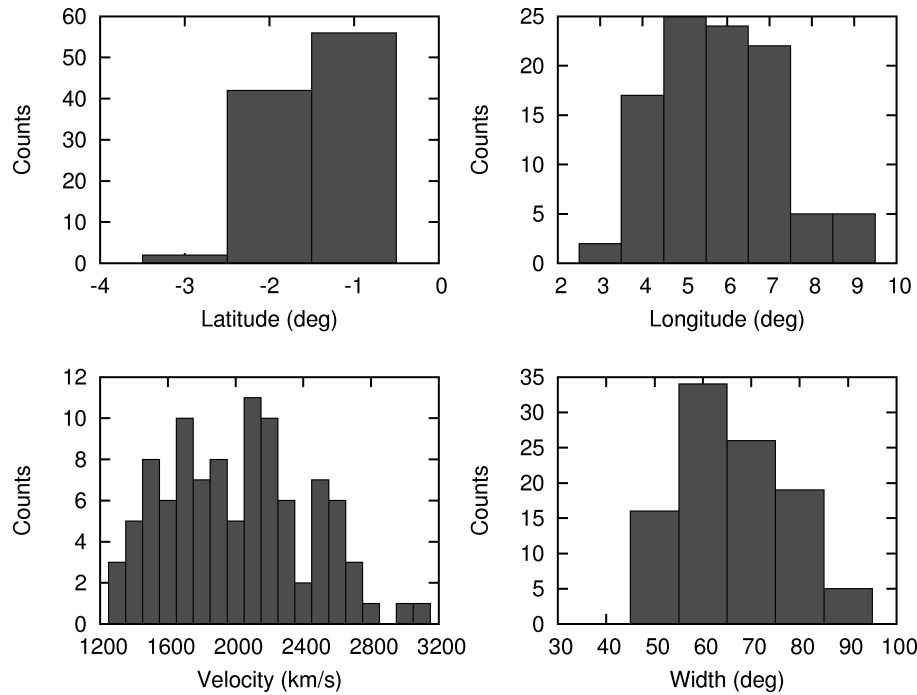 60
50
40
30
20
10
0
Counts
-4 -3 -2 -1 0
Latitude (deg)
25
20
15
10
5
0
Counts
2 3 4 5 6 7 8 9 10
Longitude (deg)
12
10
8
6
4
2
0
Counts
1200 1600 2000 2400 2800 3200
Velocity (km/s)
35
30
25
20
15
10
5
0
Counts
30 40 50 60 70 80 90 100
Width (deg)